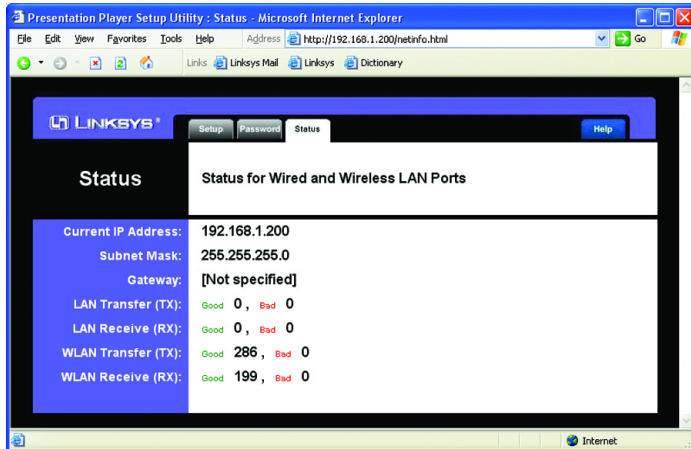 Presentation Player Setup Utility : Status - Microsoft Internet Explorer
File Edit View Favorites Tools Help Address http://192.168.1.200/netinfo.html Go
Links Linksys Mail Linksys Dictionary
LINKSYS® Setup Password Status Help
Status Status for Wired and Wireless LAN Ports
Current IP Address: 192.168.1.200
Subnet Mask: 255.255.255.0
Gateway: [Not specified]
LAN Transfer (TX): Good 0, Bad 0
LAN Receive (RX): Good 0, Bad 0
WLAN Transfer (TX): Good 286, Bad 0
WLAN Receive (RX): Good 199, Bad 0
Internet